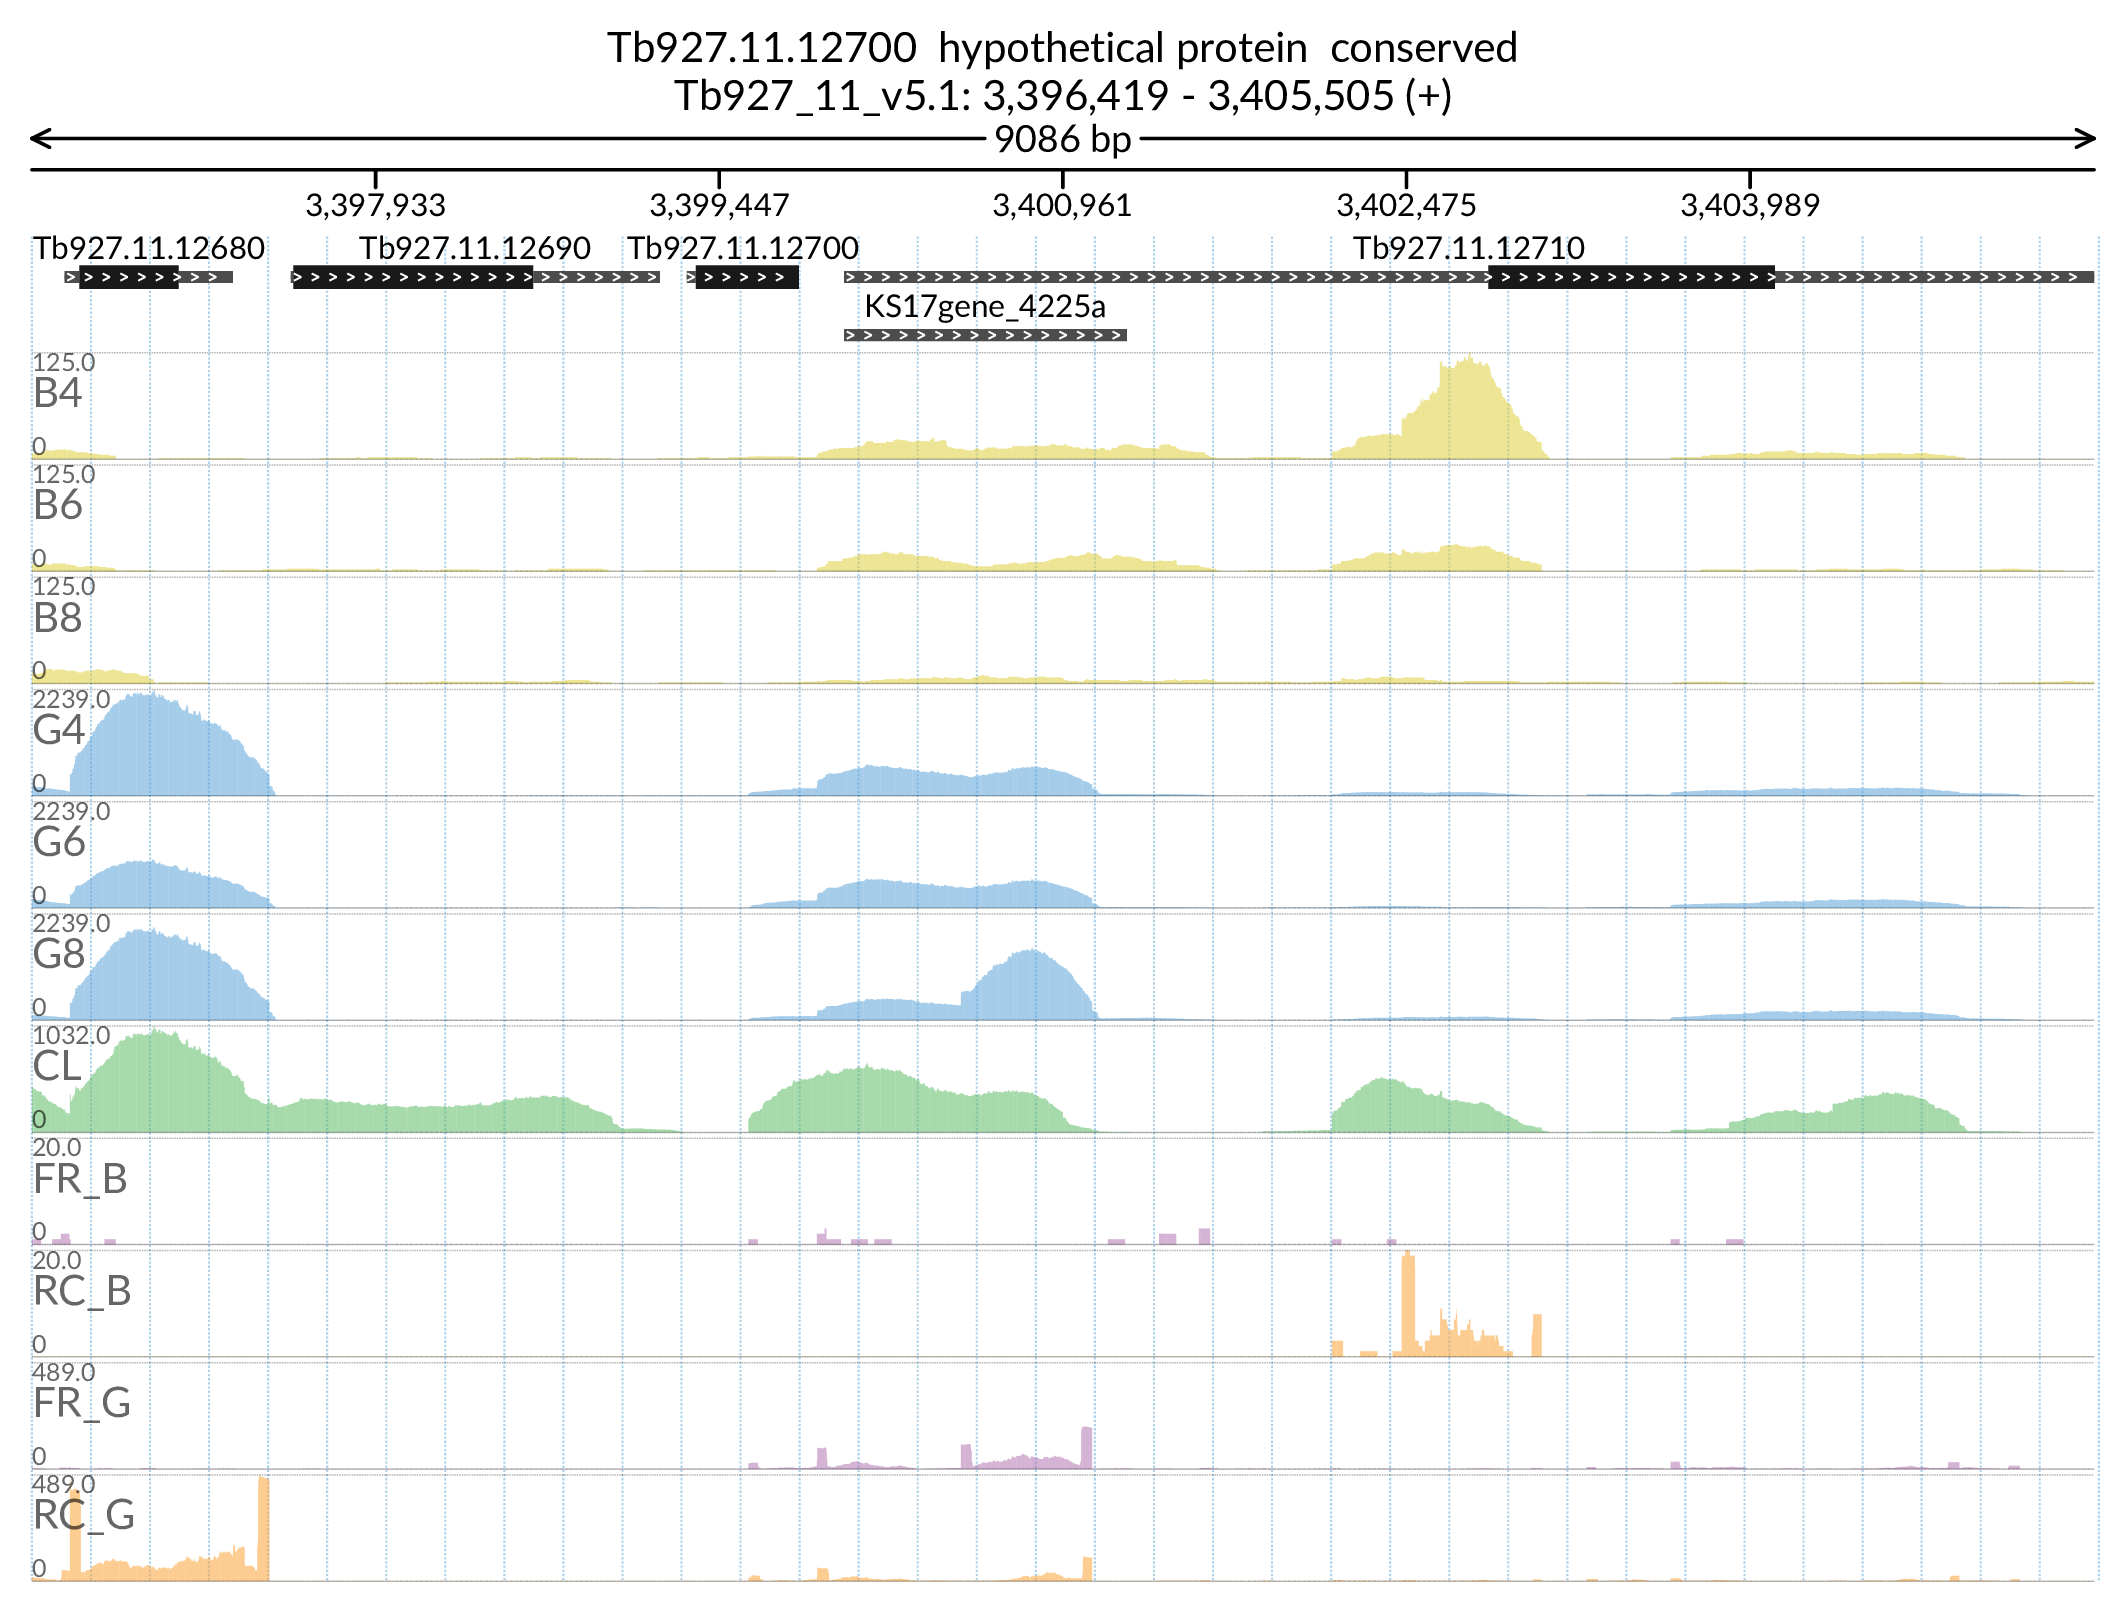 Tb927.11.12700 hypothetical protein conserved
Tb927_11_v5.1: 3,396,419 - 3,405,505 (+)
9086 bp
3,397,933 3,399,447 3,400,961 3,402,475 3,403,989
Tb927.11.12680 Tb927.11.12690 Tb927.11.12700 Tb927.11.12710
KS17gene_4225a
125.0
B4
0
125.0
B6
0
125.0
B8
0
2239.0
G4
0
2239.0
G6
0
2239.0
G8
0
1032.0
CL
0
20.0
FR_B
0
20.0
RC_B
0
489.0
FR_G
0
489.0
RC_G
0